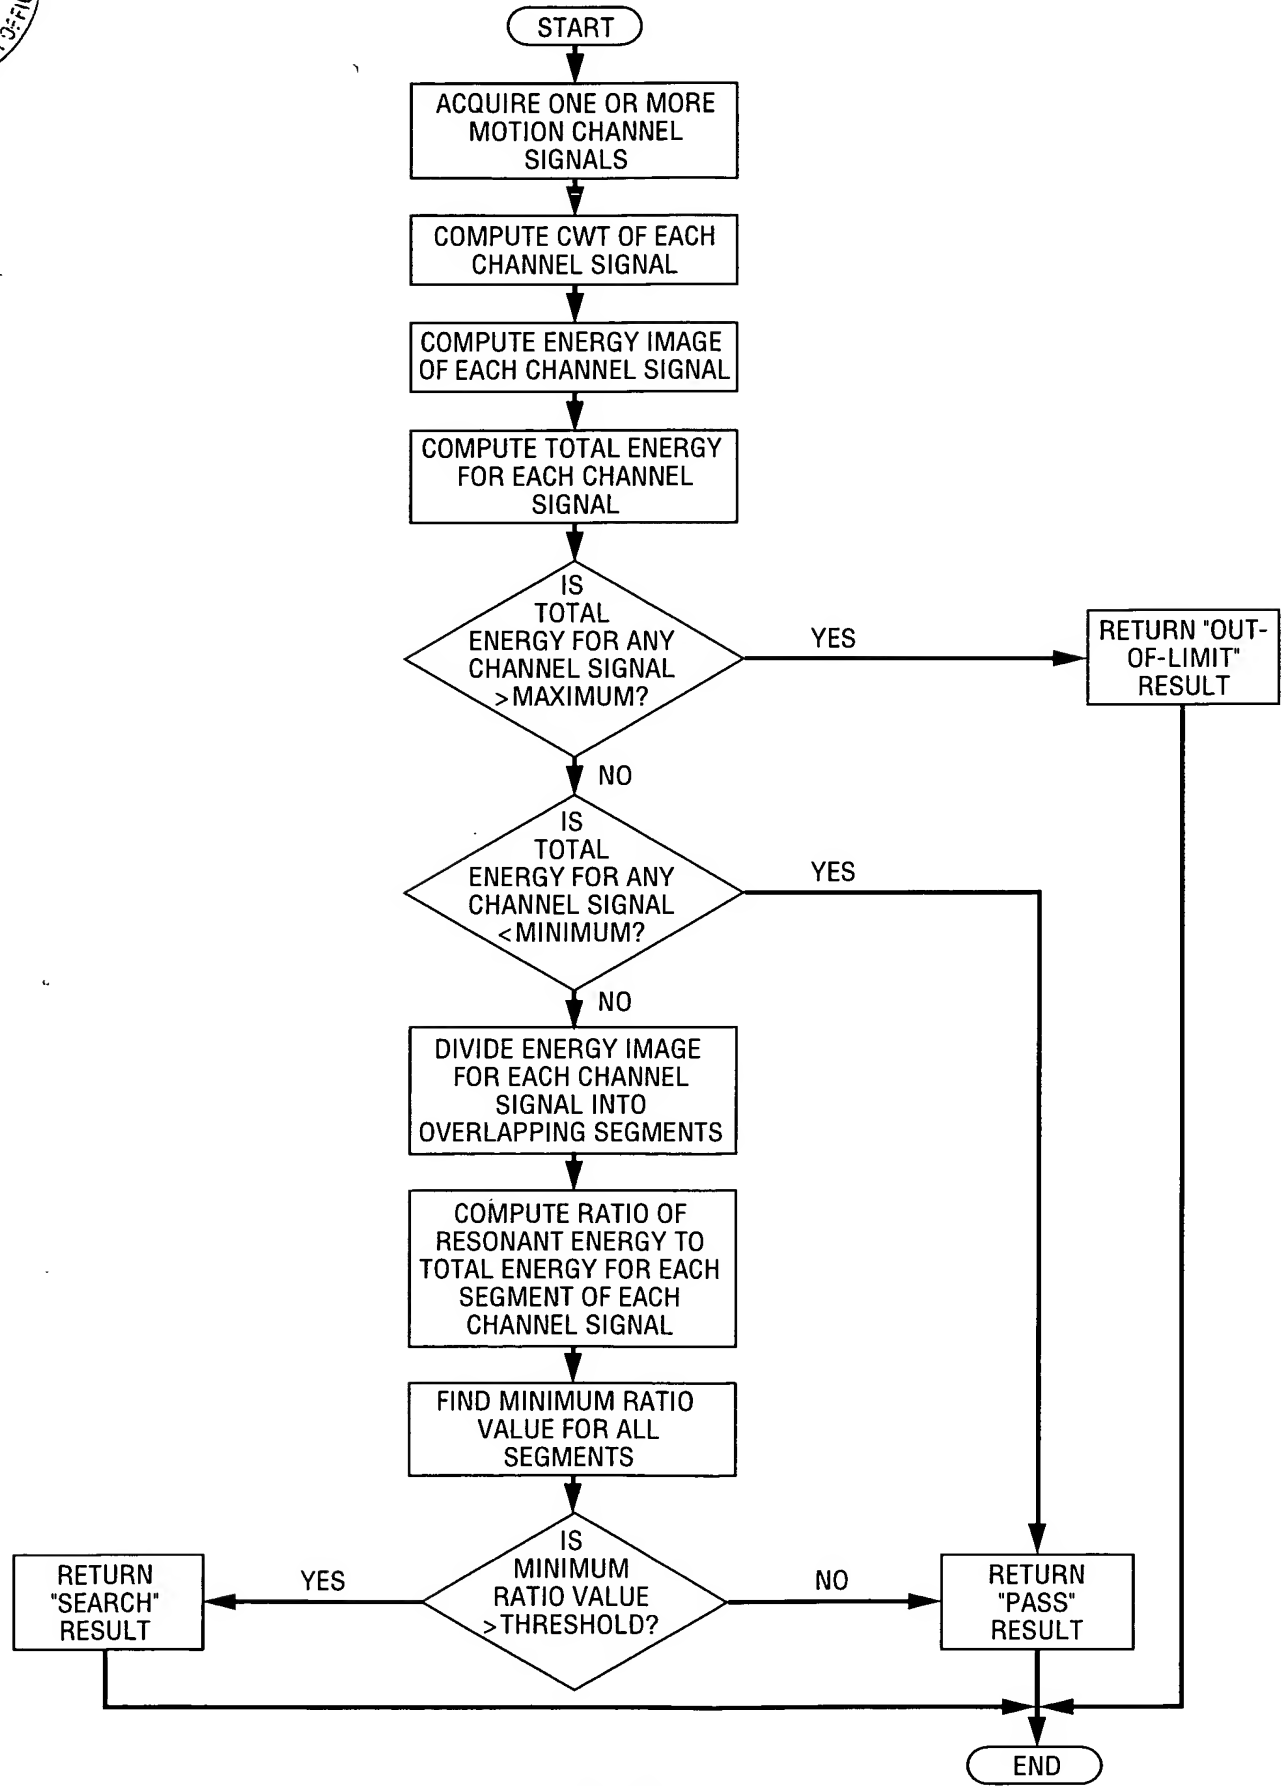 START
ACQUIRE ONE OR MORE
MOTION CHANNEL
SIGNALS
COMPUTE CWT OF EACH
CHANNEL SIGNAL
COMPUTE ENERGY IMAGE
OF EACH CHANNEL SIGNAL
COMPUTE TOTAL ENERGY
FOR EACH CHANNEL
SIGNAL
IS
TOTAL
ENERGY FOR ANY
CHANNEL SIGNAL
>MAXIMUM?
YES
RETURN "OUT-
OF-LIMIT"
RESULT
NO
IS
TOTAL
ENERGY FOR ANY
CHANNEL SIGNAL
<MINIMUM?
YES
NO
DIVIDE ENERGY IMAGE
FOR EACH CHANNEL
SIGNAL INTO
OVERLAPPING SEGMENTS
COMPUTE RATIO OF
RESONANT ENERGY TO
TOTAL ENERGY FOR EACH
SEGMENT OF EACH
CHANNEL SIGNAL
FIND MINIMUM RATIO
VALUE FOR ALL
SEGMENTS
IS
MINIMUM
RATIO VALUE
>THRESHOLD?
YES
RETURN
"SEARCH"
RESULT
NO
RETURN
"PASS"
RESULT
END